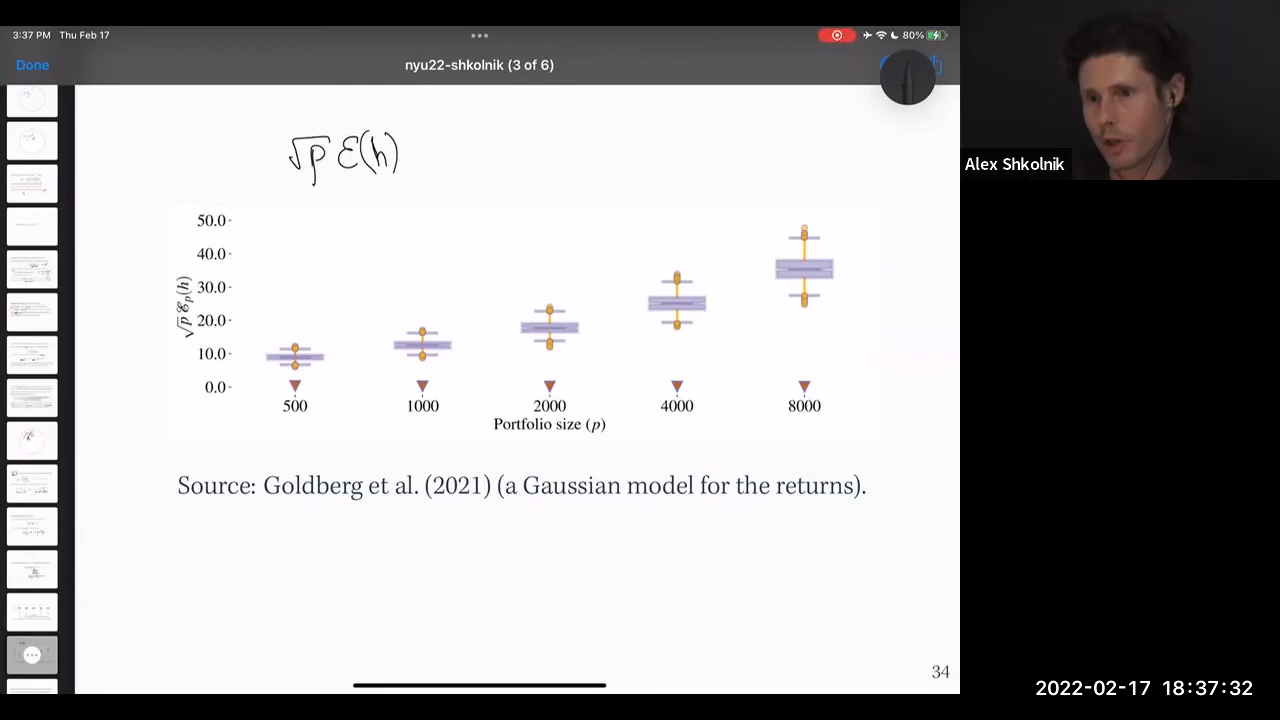 3:37 PM Thu Feb 17
80%
Done
nyu22-shkolnik (3 of 6)
√p ℰ(h)
50.0
40.0
30.0
20.0
10.0
0.0
√p ℰp(h)
500 1000 2000 4000 8000
Portfolio size (p)
Source: Goldberg et al. (2021) (a Gaussian model for the returns).
34
Alex Shkolnik
2022-02-17 18:37:32